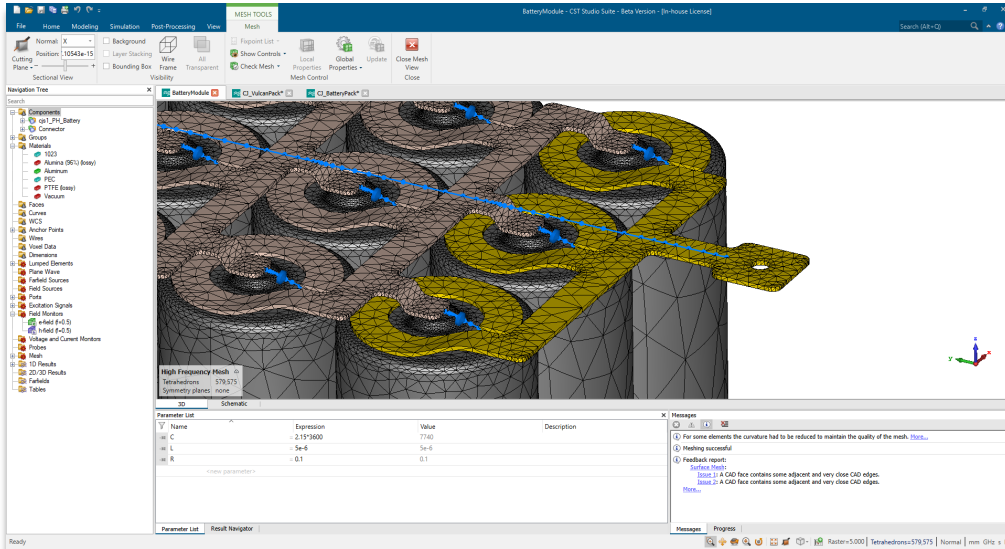 BatteryModule - CST Studio Suite - Beta Version - [In-house License]
MESH TOOLS
File Home Modeling Simulation Post-Processing View Mesh
Search (Alt+Q)
Normal: X
Position: .10543e-15
Cutting Plane
Sectional View
Background
Layer Stacking
Bounding Box
Wire Frame
All Transparent
Visibility
Fixpoint List
Show Controls
Check Mesh
Local Properties
Global Properties
Update
Mesh Control
Close Mesh View
Close
Navigation Tree
Search
Components
cjs1_PH_Battery
Connector
Groups
Materials
1023
Alumina (96%) (lossy)
Aluminum
PEC
PTFE (lossy)
Vacuum
Faces
Curves
WCS
Anchor Points
Wires
Voxel Data
Dimensions
Lumped Elements
Plane Wave
Farfield Sources
Field Sources
Ports
Excitation Signals
Field Monitors
e-field (f=0.5)
h-field (f=0.5)
Voltage and Current Monitors
Probes
Mesh
1D Results
2D/3D Results
Farfields
Tables
BatteryModule CJ_VulcanPack* CJ_BatteryPack*
High Frequency Mesh
Tetrahedrons 579,575
Symmetry planes none
z
y
x
3D Schematic
Parameter List
Name Expression Value Description
C = 2.15*3600 7740
L = 5e-6 5e-6
R = 0.1 0.1
<new parameter>
Parameter List Result Navigator
Messages
For some elements the curvature had to be reduced to maintain the quality of the mesh. More...
Meshing successful
Feedback report:
Surface Mesh:
Issue 1: A CAD face contains some adjacent and very close CAD edges.
Issue 2: A CAD face contains some adjacent and very close CAD edges.
More...
Messages Progress
Ready
Raster=5.000 Tetrahedrons=579,575 Normal mm GHz s